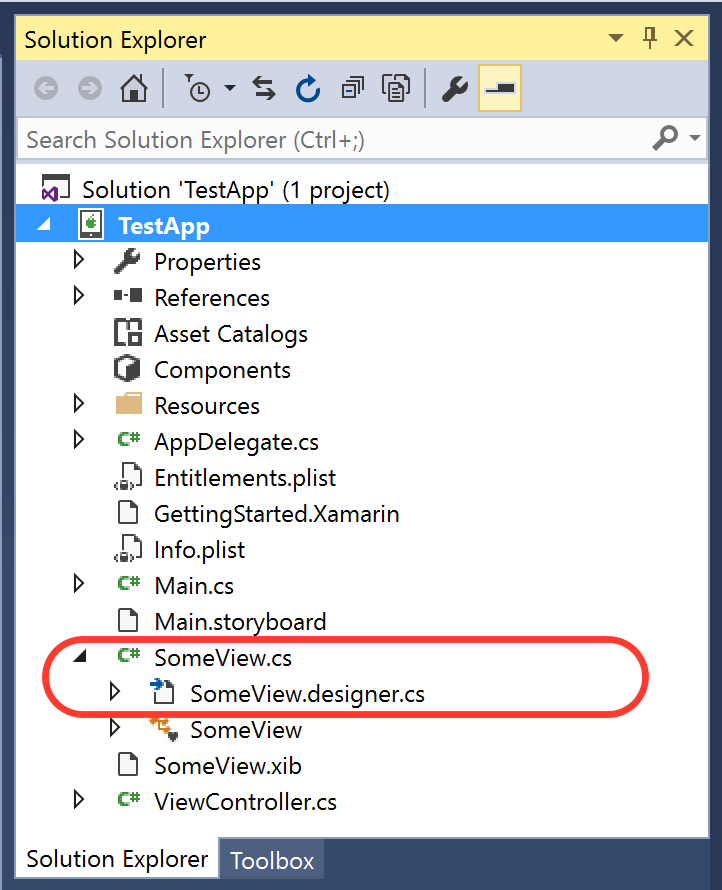 Solution Explorer
Search Solution Explorer (Ctrl+;)
Solution 'TestApp' (1 project)
TestApp
Properties
References
Asset Catalogs
Components
Resources
C# AppDelegate.cs
Entitlements.plist
GettingStarted.Xamarin
Info.plist
C# Main.cs
Main.storyboard
C# SomeView.cs
SomeView.designer.cs
SomeView
SomeView.xib
C# ViewController.cs
Solution Explorer Toolbox